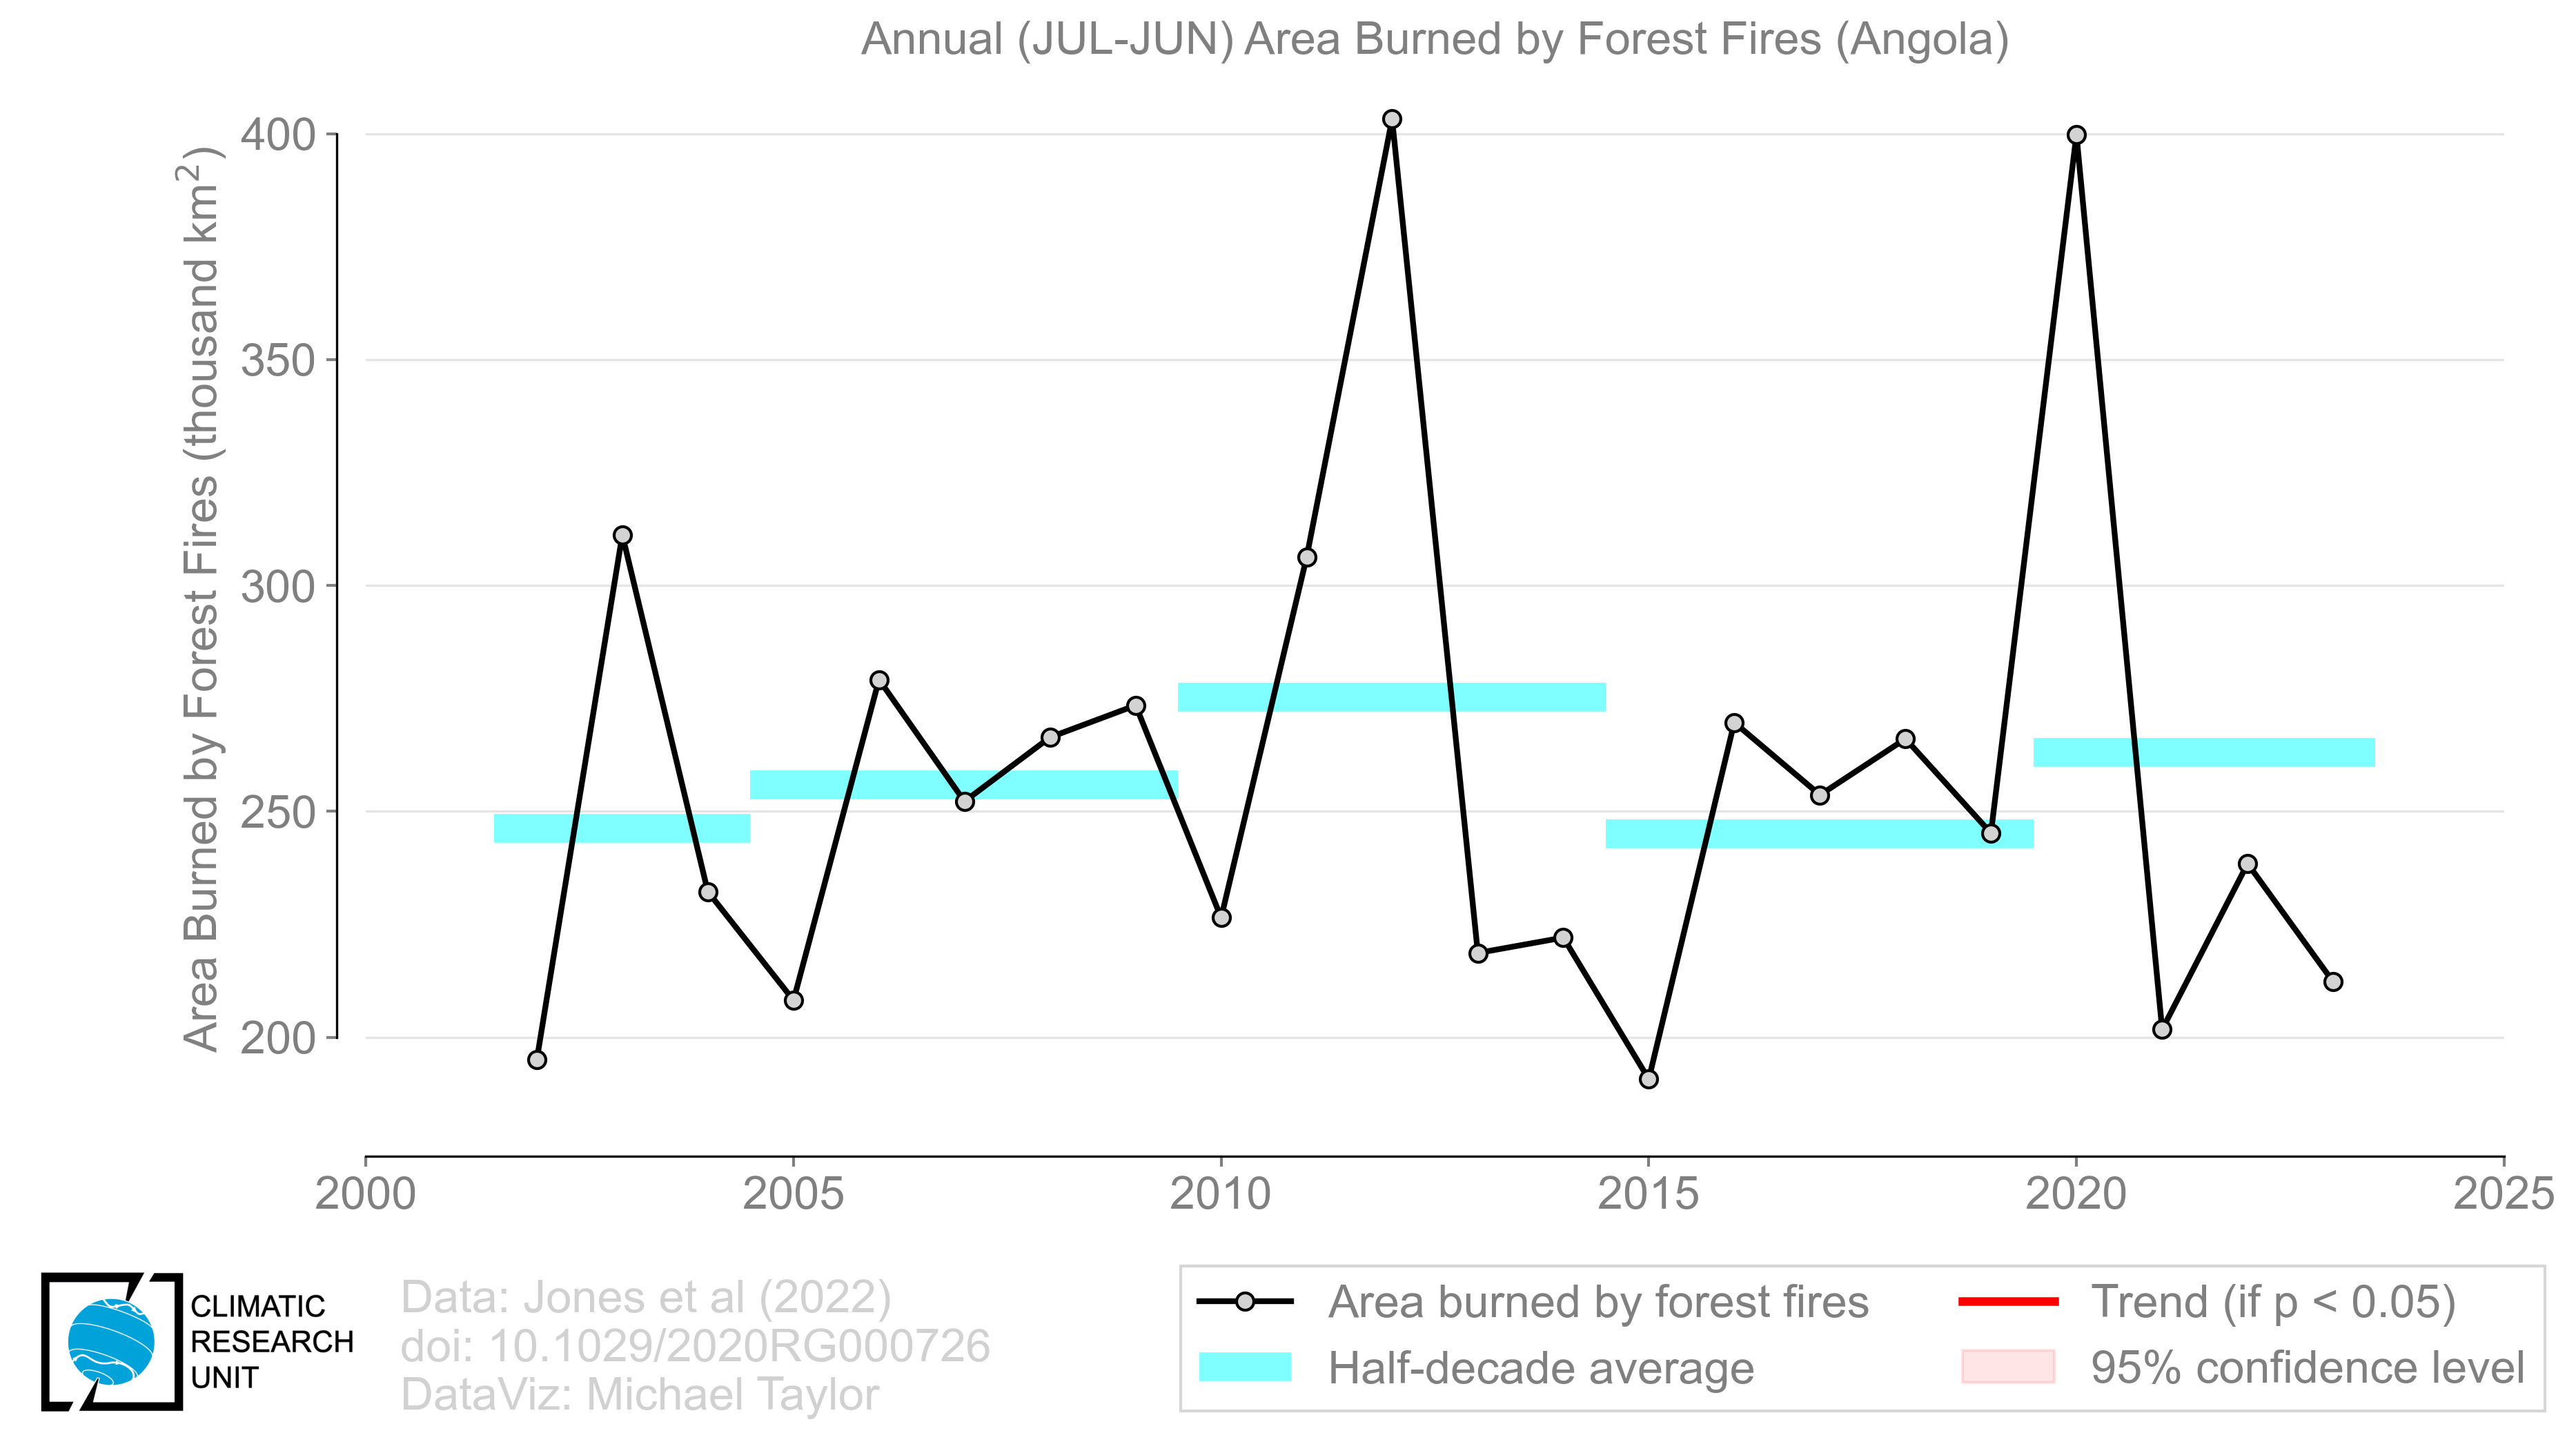 Annual (JUL-JUN) Area Burned by Forest Fires (Angola)
Area Burned by Forest Fires (thousand km²)
400
350
300
250
200
2000 2005 2010 2015 2020 2025
CLIMATIC
RESEARCH
UNIT
Data: Jones et al (2022)
doi: 10.1029/2020RG000726
DataViz: Michael Taylor
Area burned by forest fires
Half-decade average
Trend (if p < 0.05)
95% confidence level